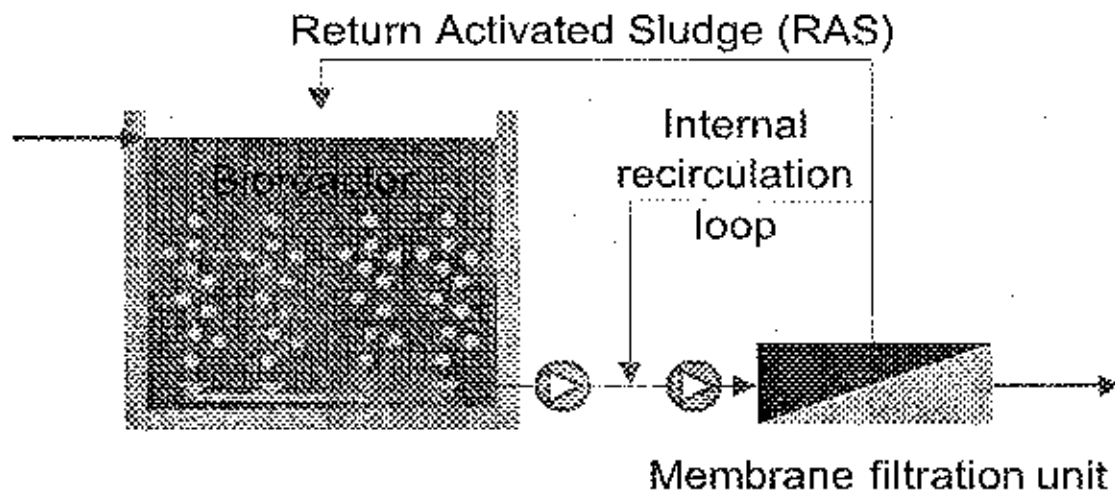 Return Activated Sludge (RAS)
Internal
recirculation
loop
Bioreactor
Membrane filtration unit